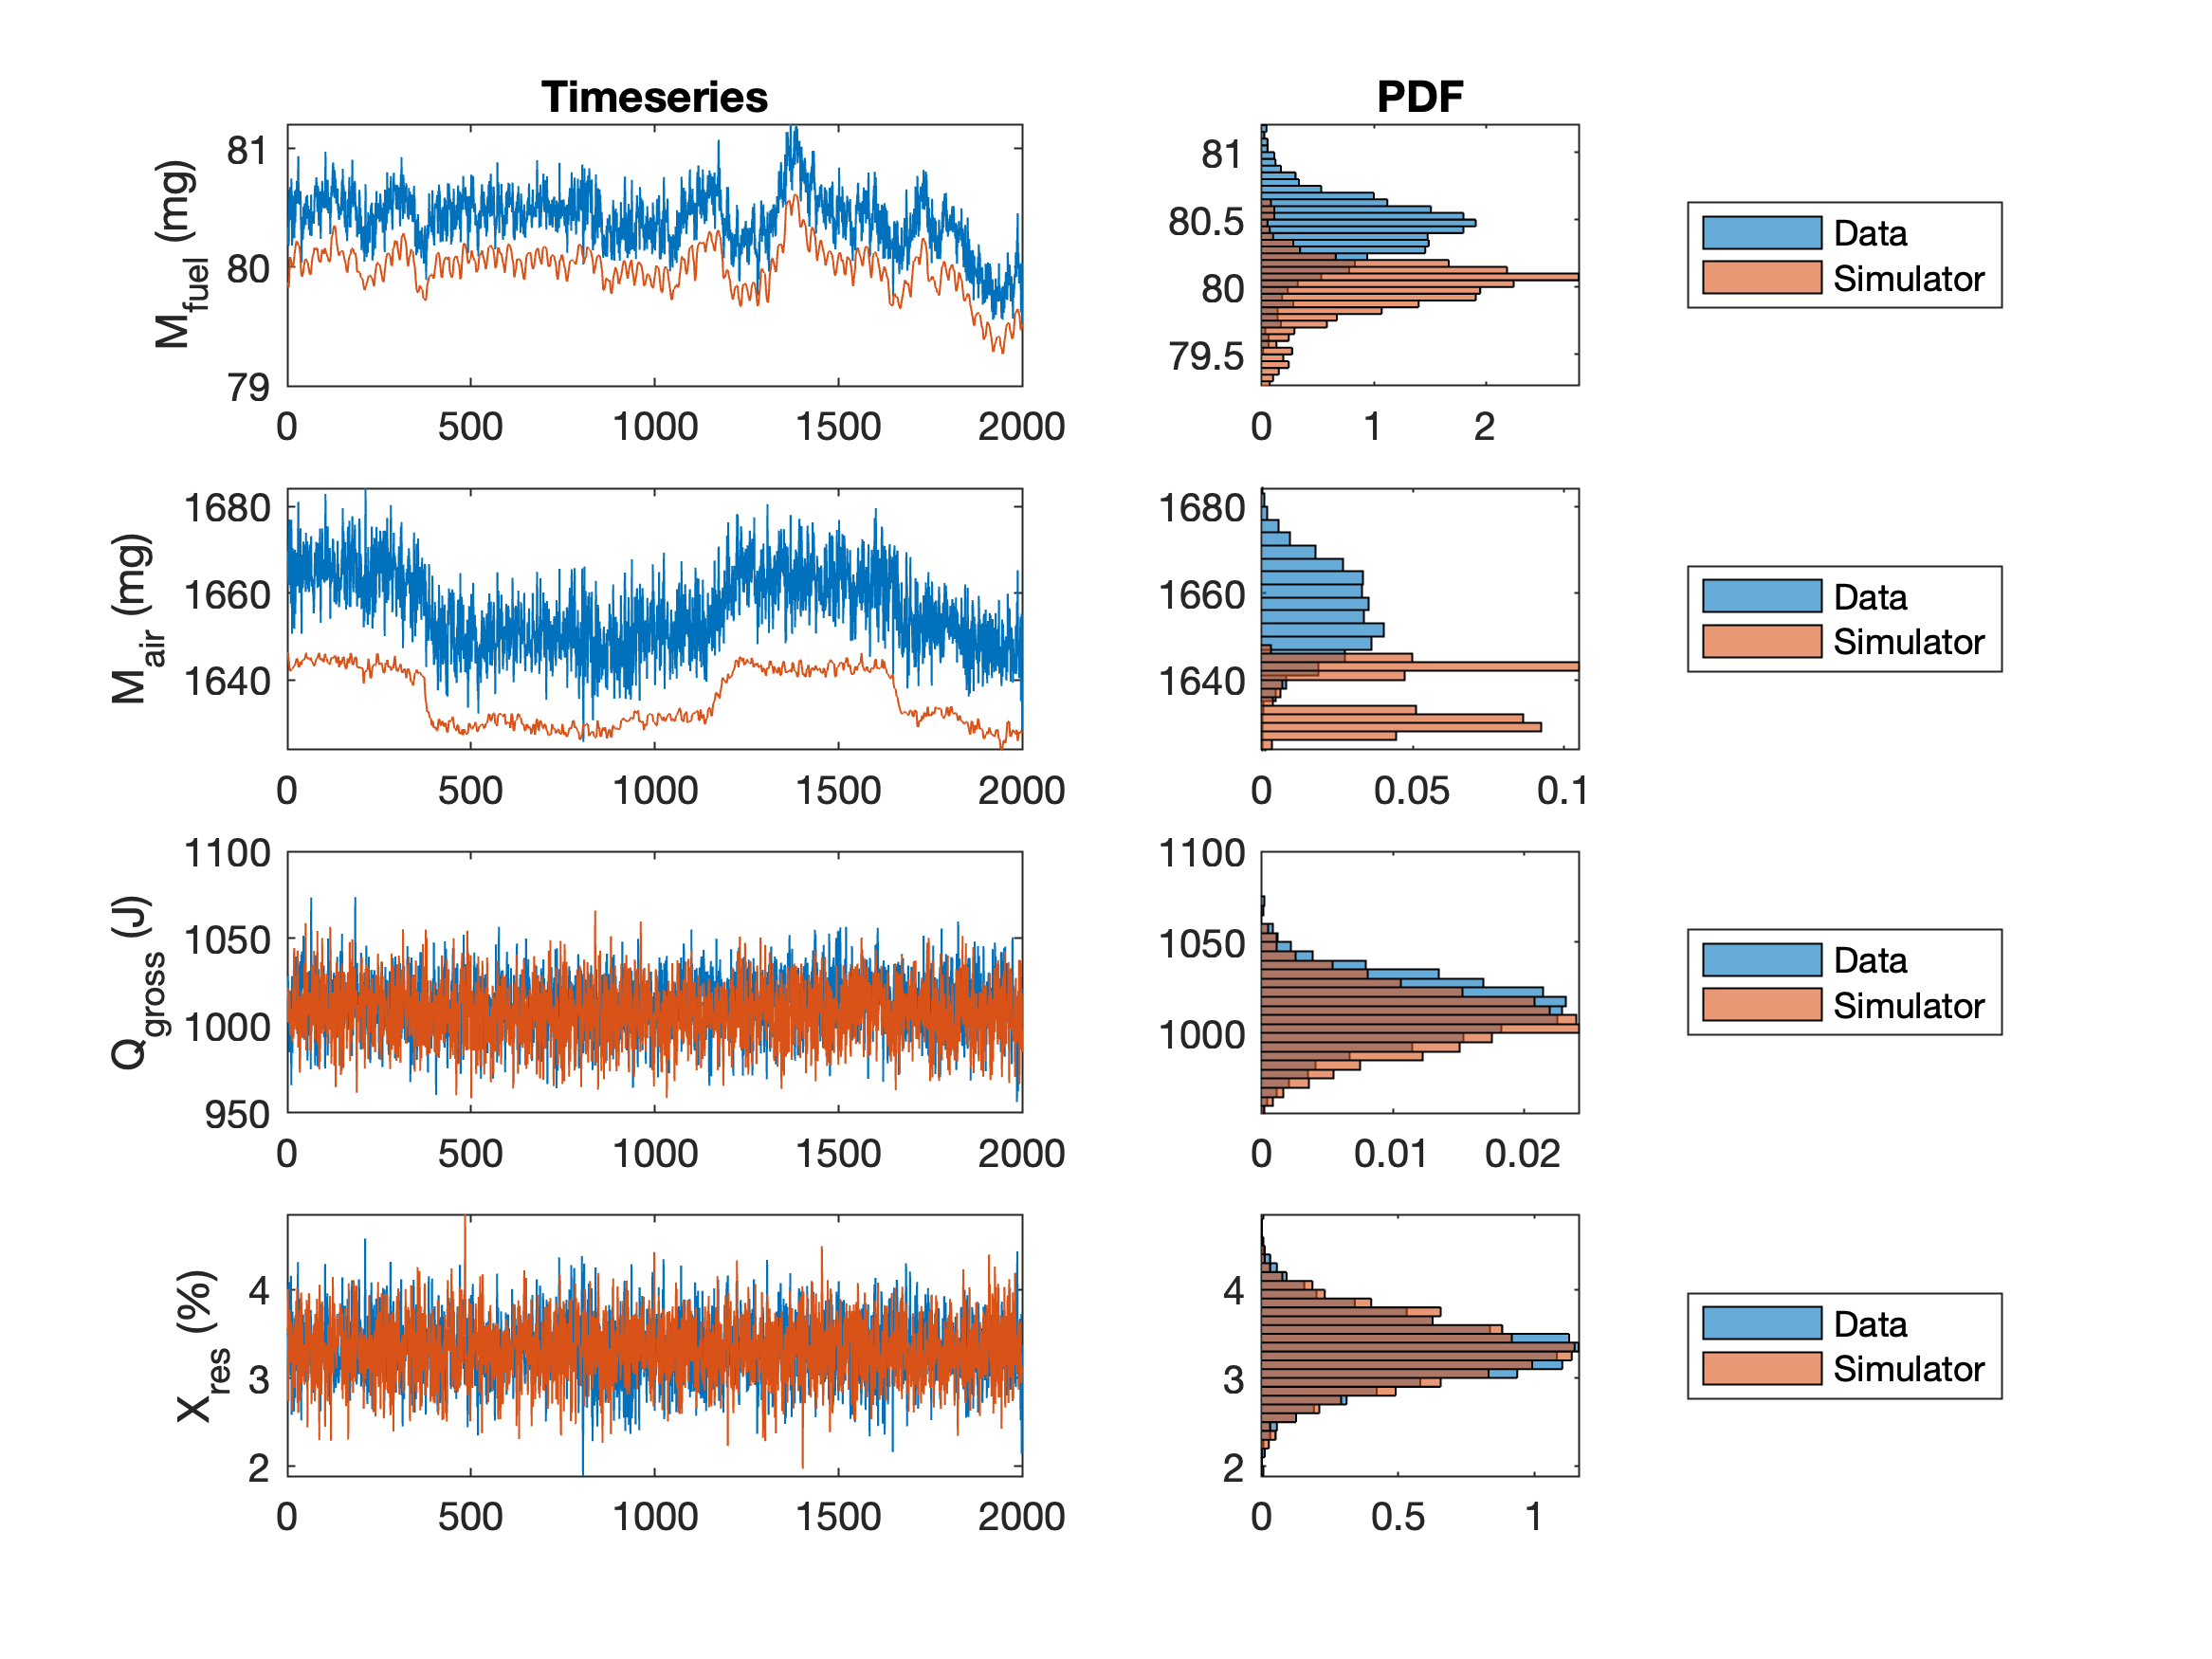 Timeseries
PDF
M_fuel (mg)
81
80
79
0 500 1000 1500 2000
81
80.5
80
79.5
0 1 2
Data
Simulator
M_air (mg)
1680
1660
1640
0 500 1000 1500 2000
1680
1660
1640
0 0.05 0.1
Data
Simulator
Q_gross (J)
1100
1050
1000
950
0 500 1000 1500 2000
1100
1050
1000
0 0.01 0.02
Data
Simulator
X_res (%)
4
3
2
0 500 1000 1500 2000
4
3
2
0 0.5 1
Data
Simulator